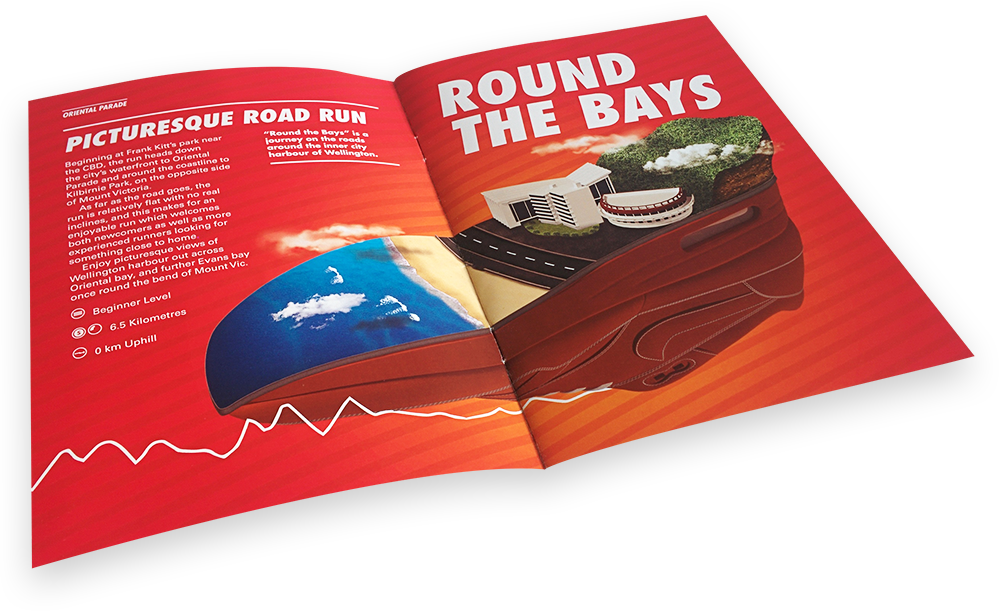 ORIENTAL PARADE
PICTURESQUE ROAD RUN
Beginning at Frank Kitt's park near
the CBD, the run heads down
the city's waterfront to Oriental
Parade and around the coastline to
Kilbirnie Park, on the opposite side
of Mount Victoria.
As far as the road goes, the
run is relatively flat with no real
inclines, and this makes for an
enjoyable run which welcomes
both newcomers as well as more
experienced runners looking for
something close to home.
Enjoy picturesque views of
Wellington harbour out across
Oriental bay, and further Evans bay
once round the bend of Mount Vic.
Beginner Level
6.5 Kilometres
0 km Uphill
"Round the Bays" is a
journey on the roads
around the inner city
harbour of Wellington.
ROUND
THE BAYS